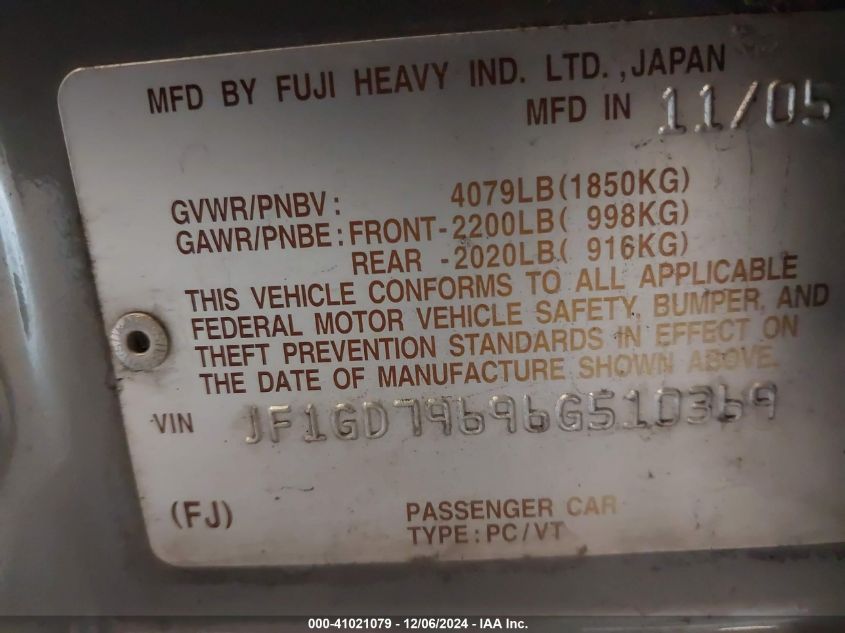 MFD BY FUJI HEAVY IND. LTD.,JAPAN
MFD IN 11/05
GVWR/PNBV: 4079LB(1850KG)
GAWR/PNBE: FRONT-2200LB( 998KG)
REAR -2020LB( 916KG)
THIS VEHICLE CONFORMS TO ALL APPLICABLE
FEDERAL MOTOR VEHICLE SAFETY, BUMPER, AND
THEFT PREVENTION STANDARDS IN EFFECT ON
THE DATE OF MANUFACTURE SHOWN ABOVE.
VIN JF1GD79696G510369
(FJ) PASSENGER CAR
TYPE:PC/VT
000-41021079 - 12/06/2024 - IAA Inc.